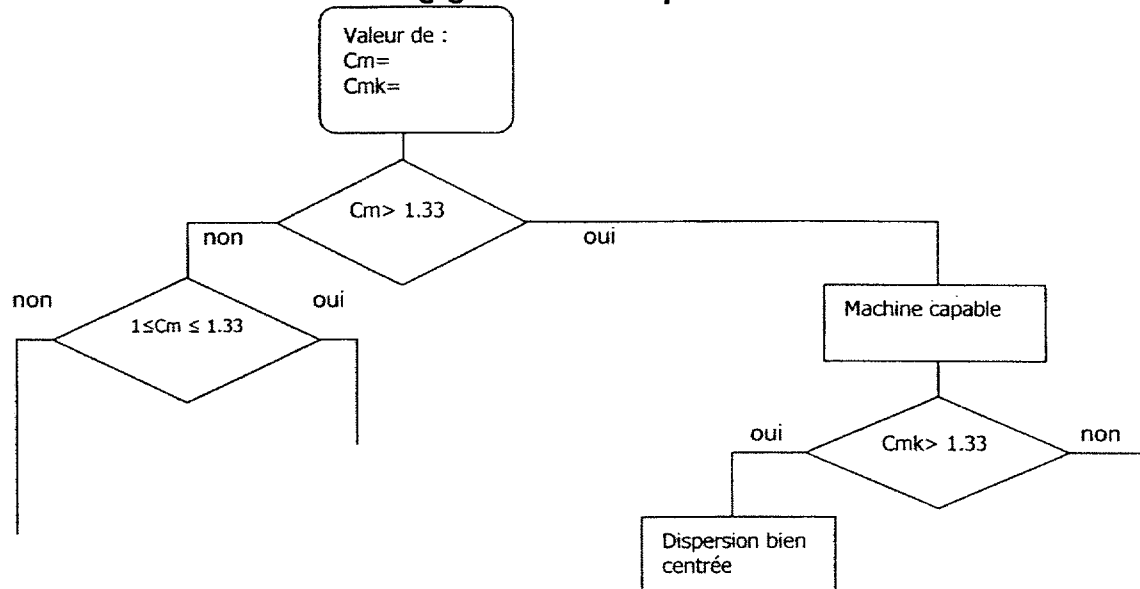 Valeur de :
Cm=
Cmk=
Cm> 1.33
non
oui
non
oui
1≤Cm ≤ 1.33
Machine capable
oui
Cmk> 1.33
non
Dispersion bien
centrée